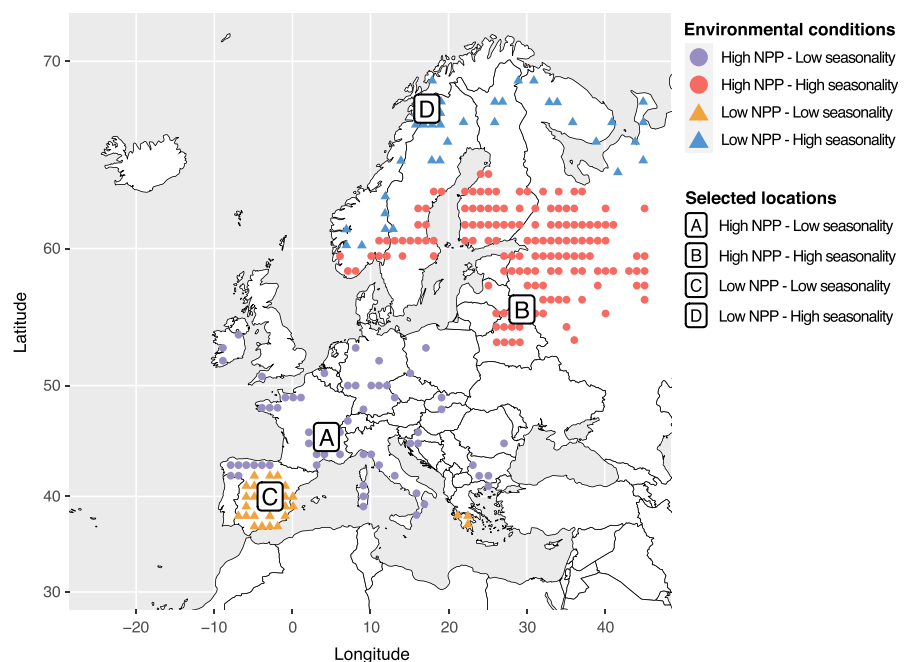 Environmental conditions
High NPP - Low seasonality
High NPP - High seasonality
Low NPP - Low seasonality
Low NPP - High seasonality
Selected locations
A High NPP - Low seasonality
B High NPP - High seasonality
C Low NPP - Low seasonality
D Low NPP - High seasonality
70
60
50
40
30
Latitude
D
B
A
C
−20 −10 0 10 20 30 40
Longitude